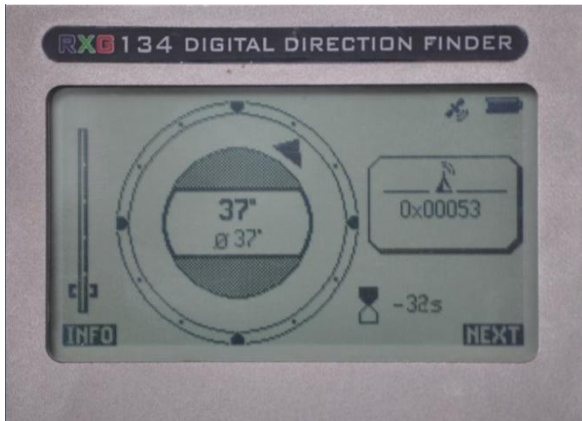 RXG134 DIGITAL DIRECTION FINDER
37°
ø 37°
0x00053
-32s
INFO
NEXT